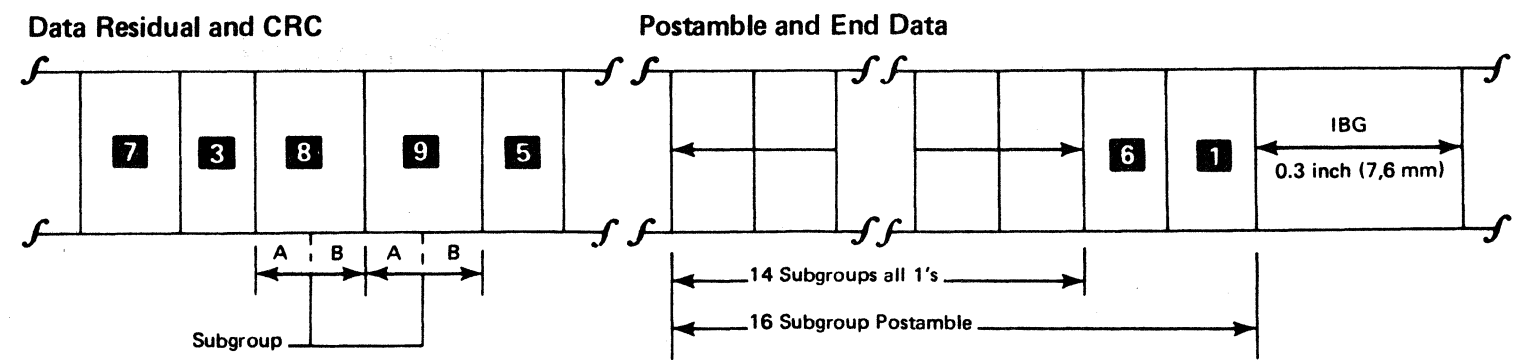 Data Residual and CRC
Postamble and End Data
7 3 8 9 5
6 1
IBG
0.3 inch (7,6 mm)
A B A B
14 Subgroups all 1's
16 Subgroup Postamble
Subgroup